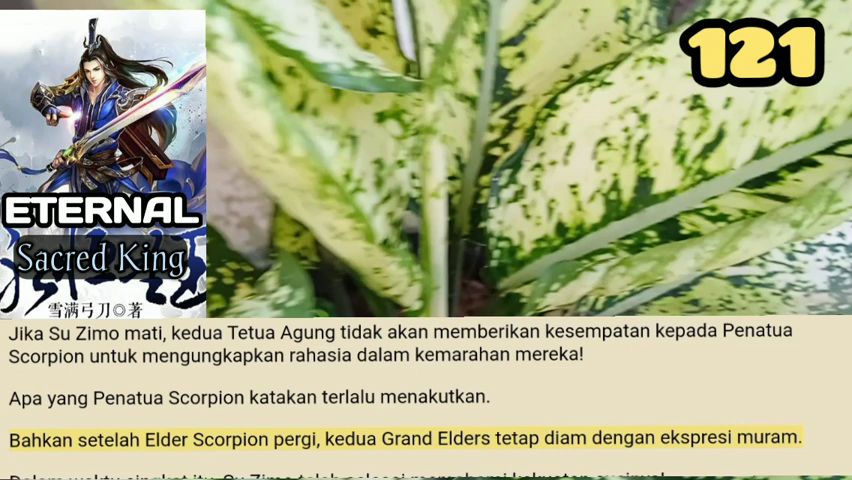 121
ETERNAL
Sacred King
雪满弓刀◎著
Jika Su Zimo mati, kedua Tetua Agung tidak akan memberikan kesempatan kepada Penatua
Scorpion untuk mengungkapkan rahasia dalam kemarahan mereka!
Apa yang Penatua Scorpion katakan terlalu menakutkan.
Bahkan setelah Elder Scorpion pergi, kedua Grand Elders tetap diam dengan ekspresi muram.